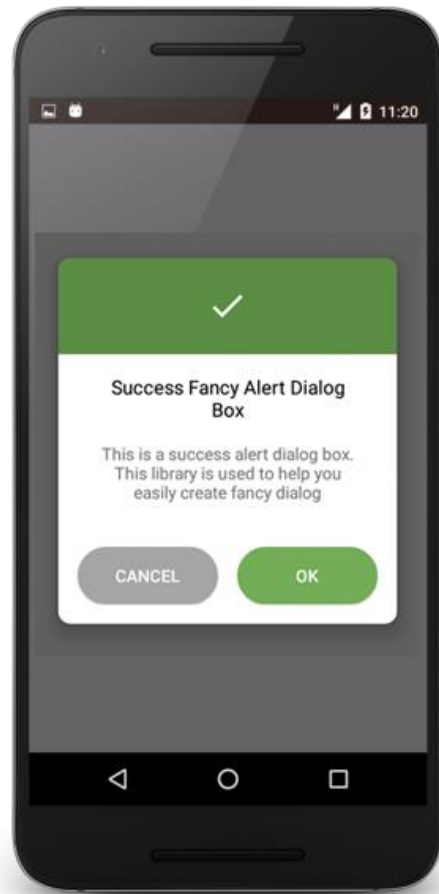 11:20
Success Fancy Alert Dialog
Box
This is a success alert dialog box.
This library is used to help you
easily create fancy dialog
CANCEL
OK